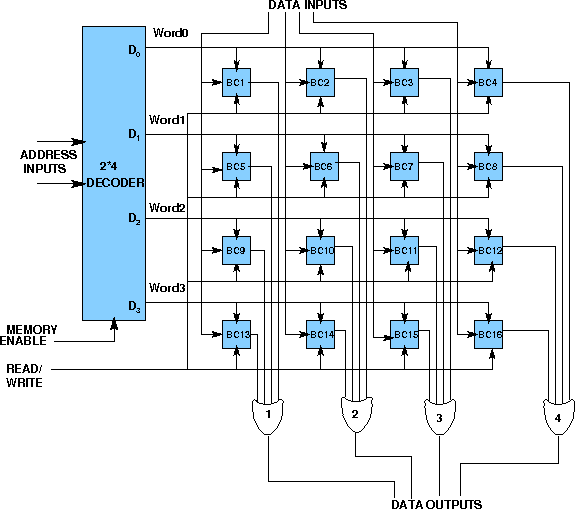 DATA INPUTS
Word0
D0
BC1 BC2 BC3 BC4
Word1
D1
ADDRESS
INPUTS
2*4
DECODER
BC5 BC6 BC7 BC8
Word2
D2
BC9 BC10 BC11 BC12
Word3
D3
MEMORY
ENABLE
BC13 BC14 BC15 BC16
READ/
WRITE
1 2 3 4
DATA OUTPUTS